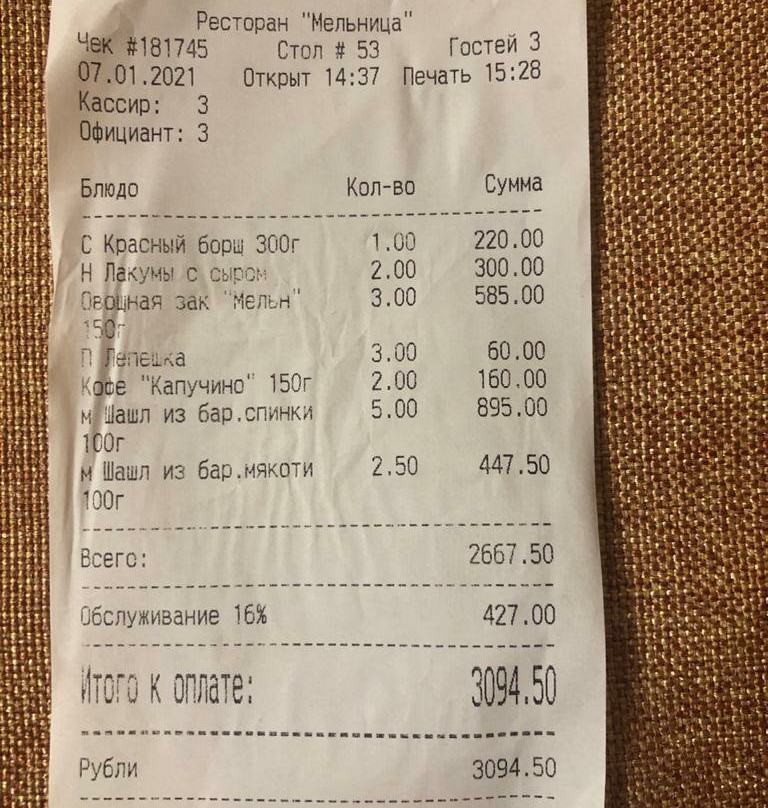 Ресторан "Мельница"
Чек #181745 Стол # 53 Гостей 3
07.01.2021 Открыт 14:37 Печать 15:28
Кассир: 3
Официант: 3
Блюдо Кол-во Сумма
С Красный борщ 300г 1.00 220.00
Н Лакумы с сыром 2.00 300.00
Овощная зак "Мельн" 3.00 585.00
150г
П Лепешка 3.00 60.00
Кофе "Капучино" 150г 2.00 160.00
м Шашл из бар.спинки 5.00 895.00
100г
м Шашл из бар.мякоти 2.50 447.50
100г
Всего: 2667.50
Обслуживание 16% 427.00
Итого к оплате: 3094.50
Рубли 3094.50